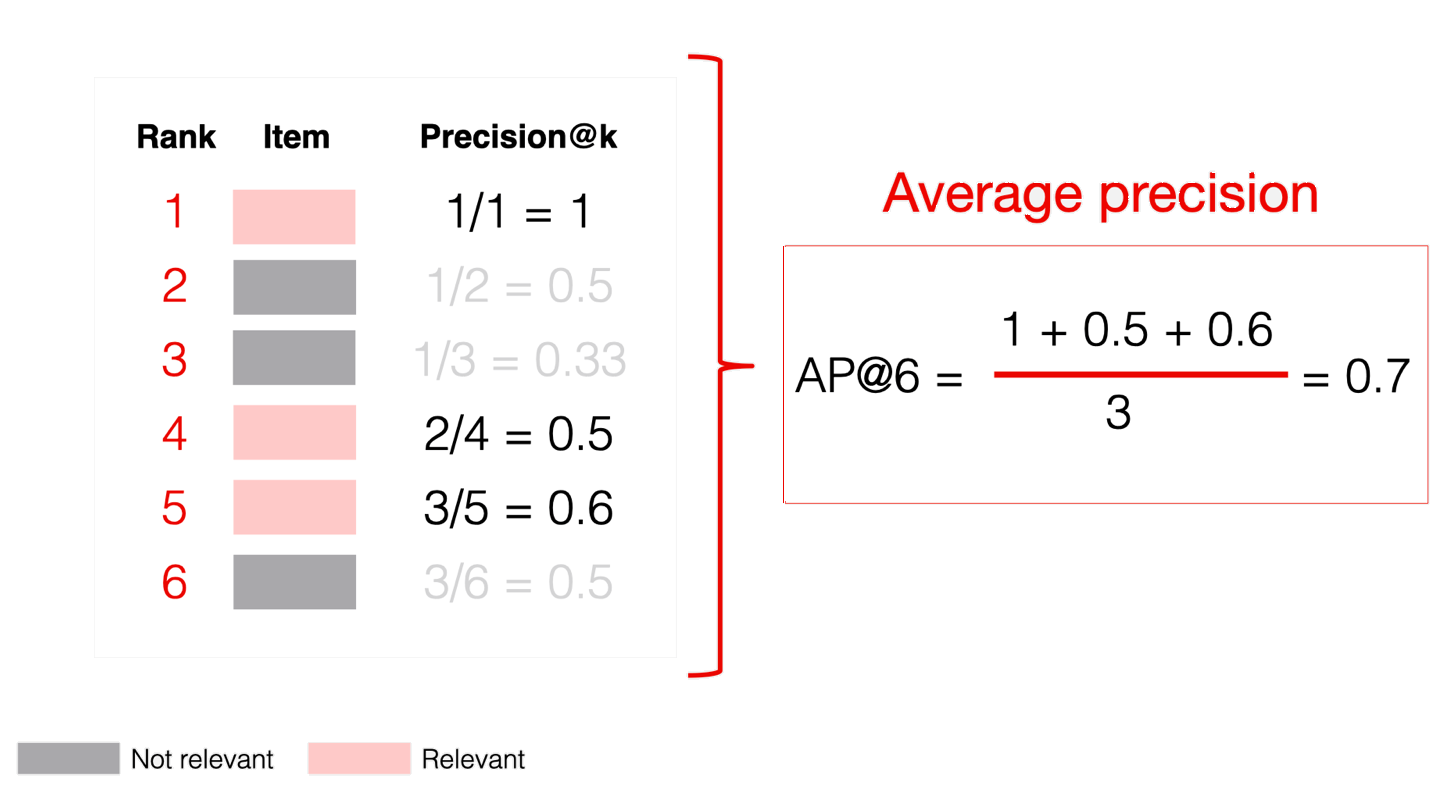 Rank Item Precision@k
1 1/1 = 1
2 1/2 = 0.5
3 1/3 = 0.33
4 2/4 = 0.5
5 3/5 = 0.6
6 3/6 = 0.5
Average precision
1 + 0.5 + 0.6
AP@6 = = 0.7
3
Not relevant Relevant